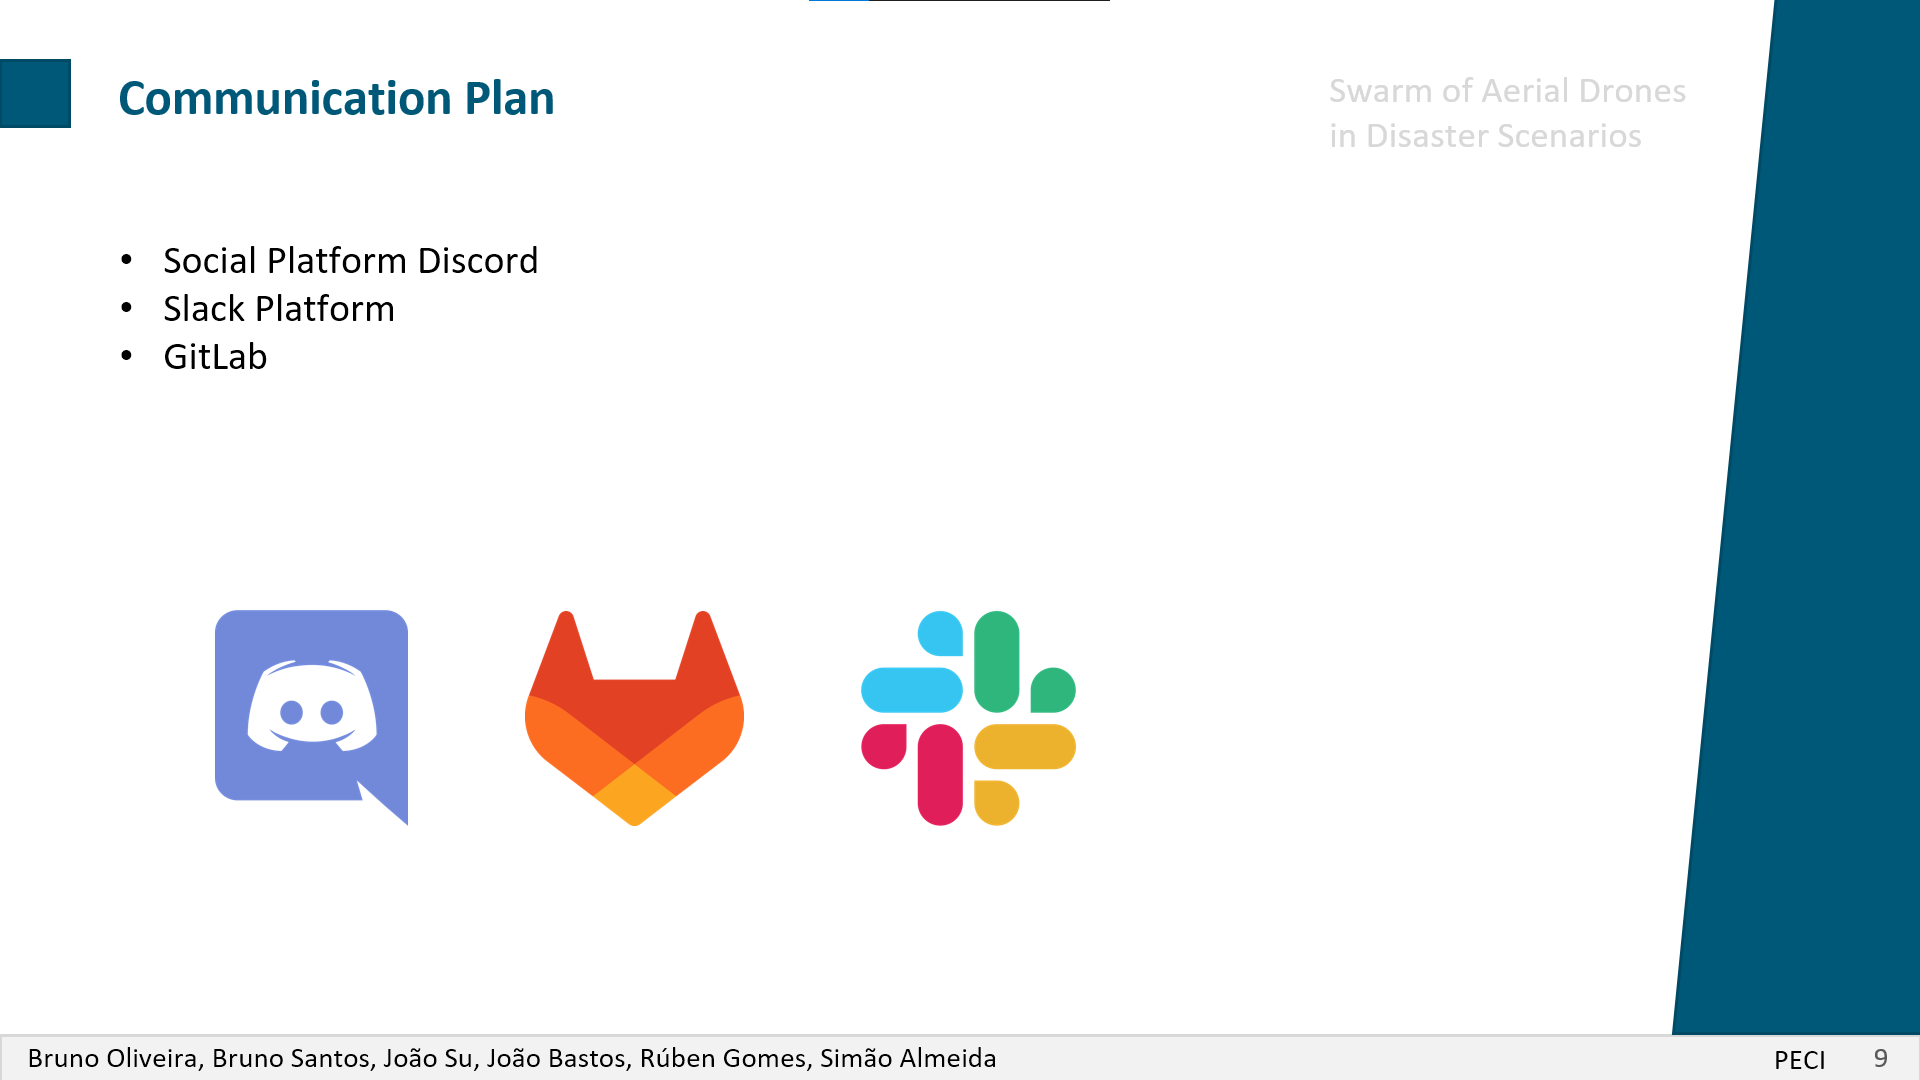 Communication Plan
Swarm of Aerial Drones
in Disaster Scenarios
• Social Platform Discord
• Slack Platform
• GitLab
Bruno Oliveira, Bruno Santos, João Su, João Bastos, Rúben Gomes, Simão Almeida
PECI 9